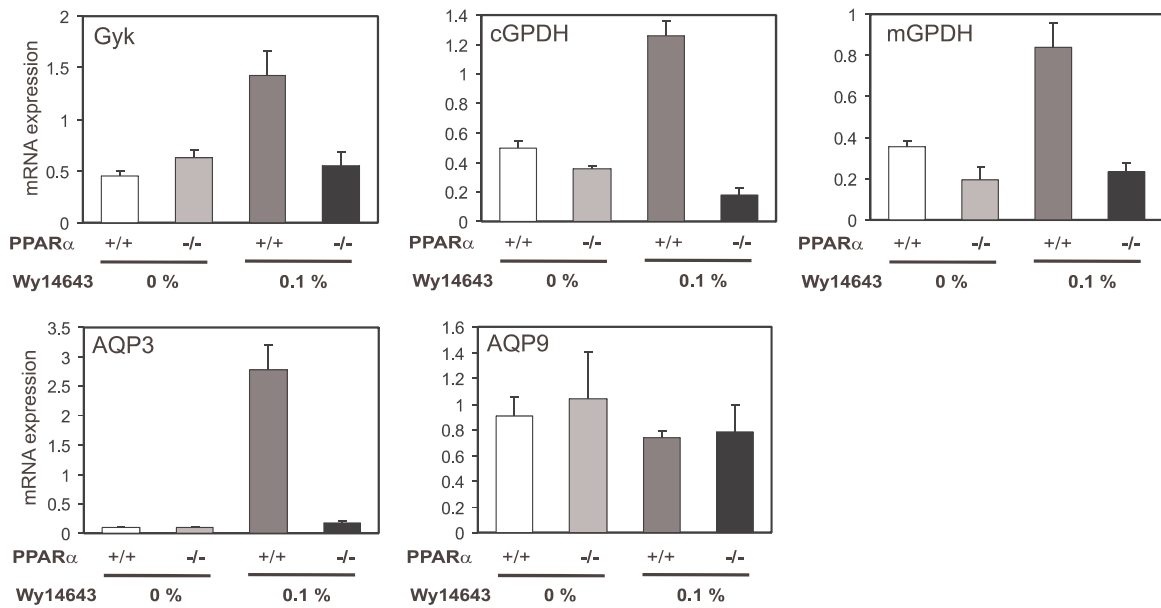 Gyk
mRNA expression
2
1.5
1
0.5
0
PPARα +/+ -/- +/+ -/-
Wy14643 0 % 0.1 %
cGPDH
1.4
1.2
1
0.8
0.6
0.4
0.2
0
PPARα +/+ -/- +/+ -/-
Wy14643 0 % 0.1 %
mGPDH
1
0.8
0.6
0.4
0.2
0
PPARα +/+ -/- +/+ -/-
Wy14643 0 % 0.1 %
AQP3
mRNA expression
3.5
3
2.5
2
1.5
1
0.5
0
PPARα +/+ -/- +/+ -/-
Wy14643 0 % 0.1 %
AQP9
1.6
1.4
1.2
1
0.8
0.6
0.4
0.2
0
PPARα +/+ -/- +/+ -/-
Wy14643 0 % 0.1 %